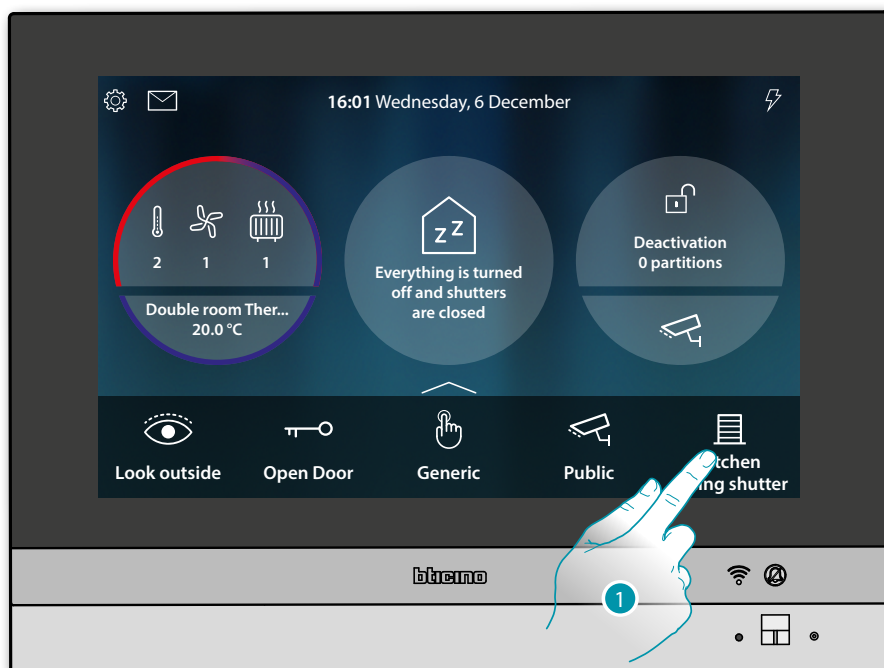 16:01 Wednesday, 6 December
2 1 1
Double room Ther...
20.0 °C
z Z
Everything is turned
off and shutters
are closed
Deactivation
0 partitions
Look outside
Open Door
Generic
Public
tchen
ng shutter
bticino
1